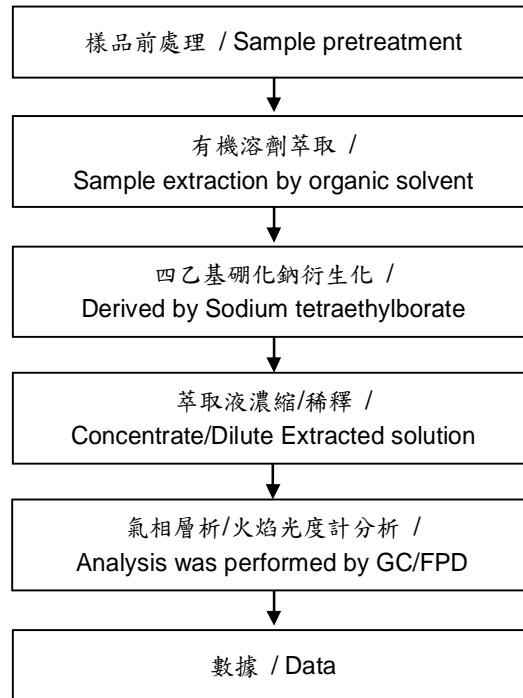 樣品前處理 / Sample pretreatment
有機溶劑萃取 /
Sample extraction by organic solvent
四乙基硼化鈉衍生化 /
Derived by Sodium tetraethylborate
萃取液濃縮/稀釋 /
Concentrate/Dilute Extracted solution
氣相層析/火焰光度計分析 /
Analysis was performed by GC/FPD
數據 / Data